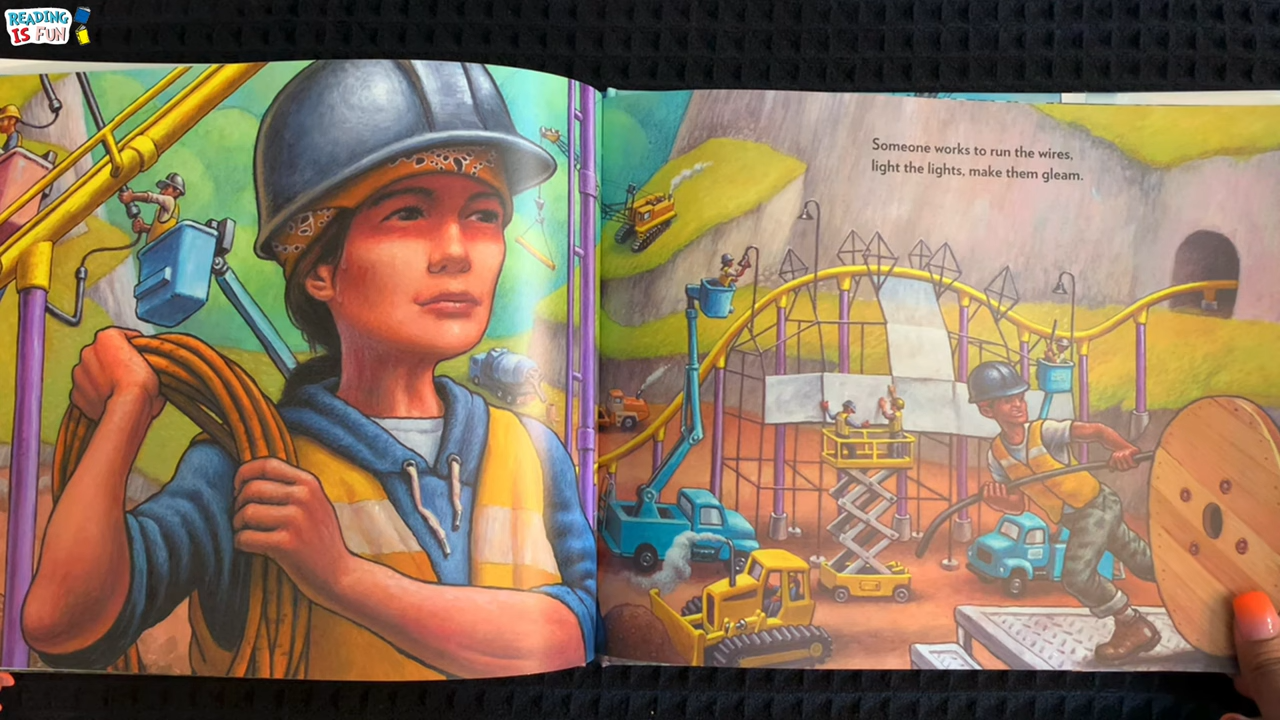 READING
IS FUN
Someone works to run the wires,
light the lights, make them gleam.